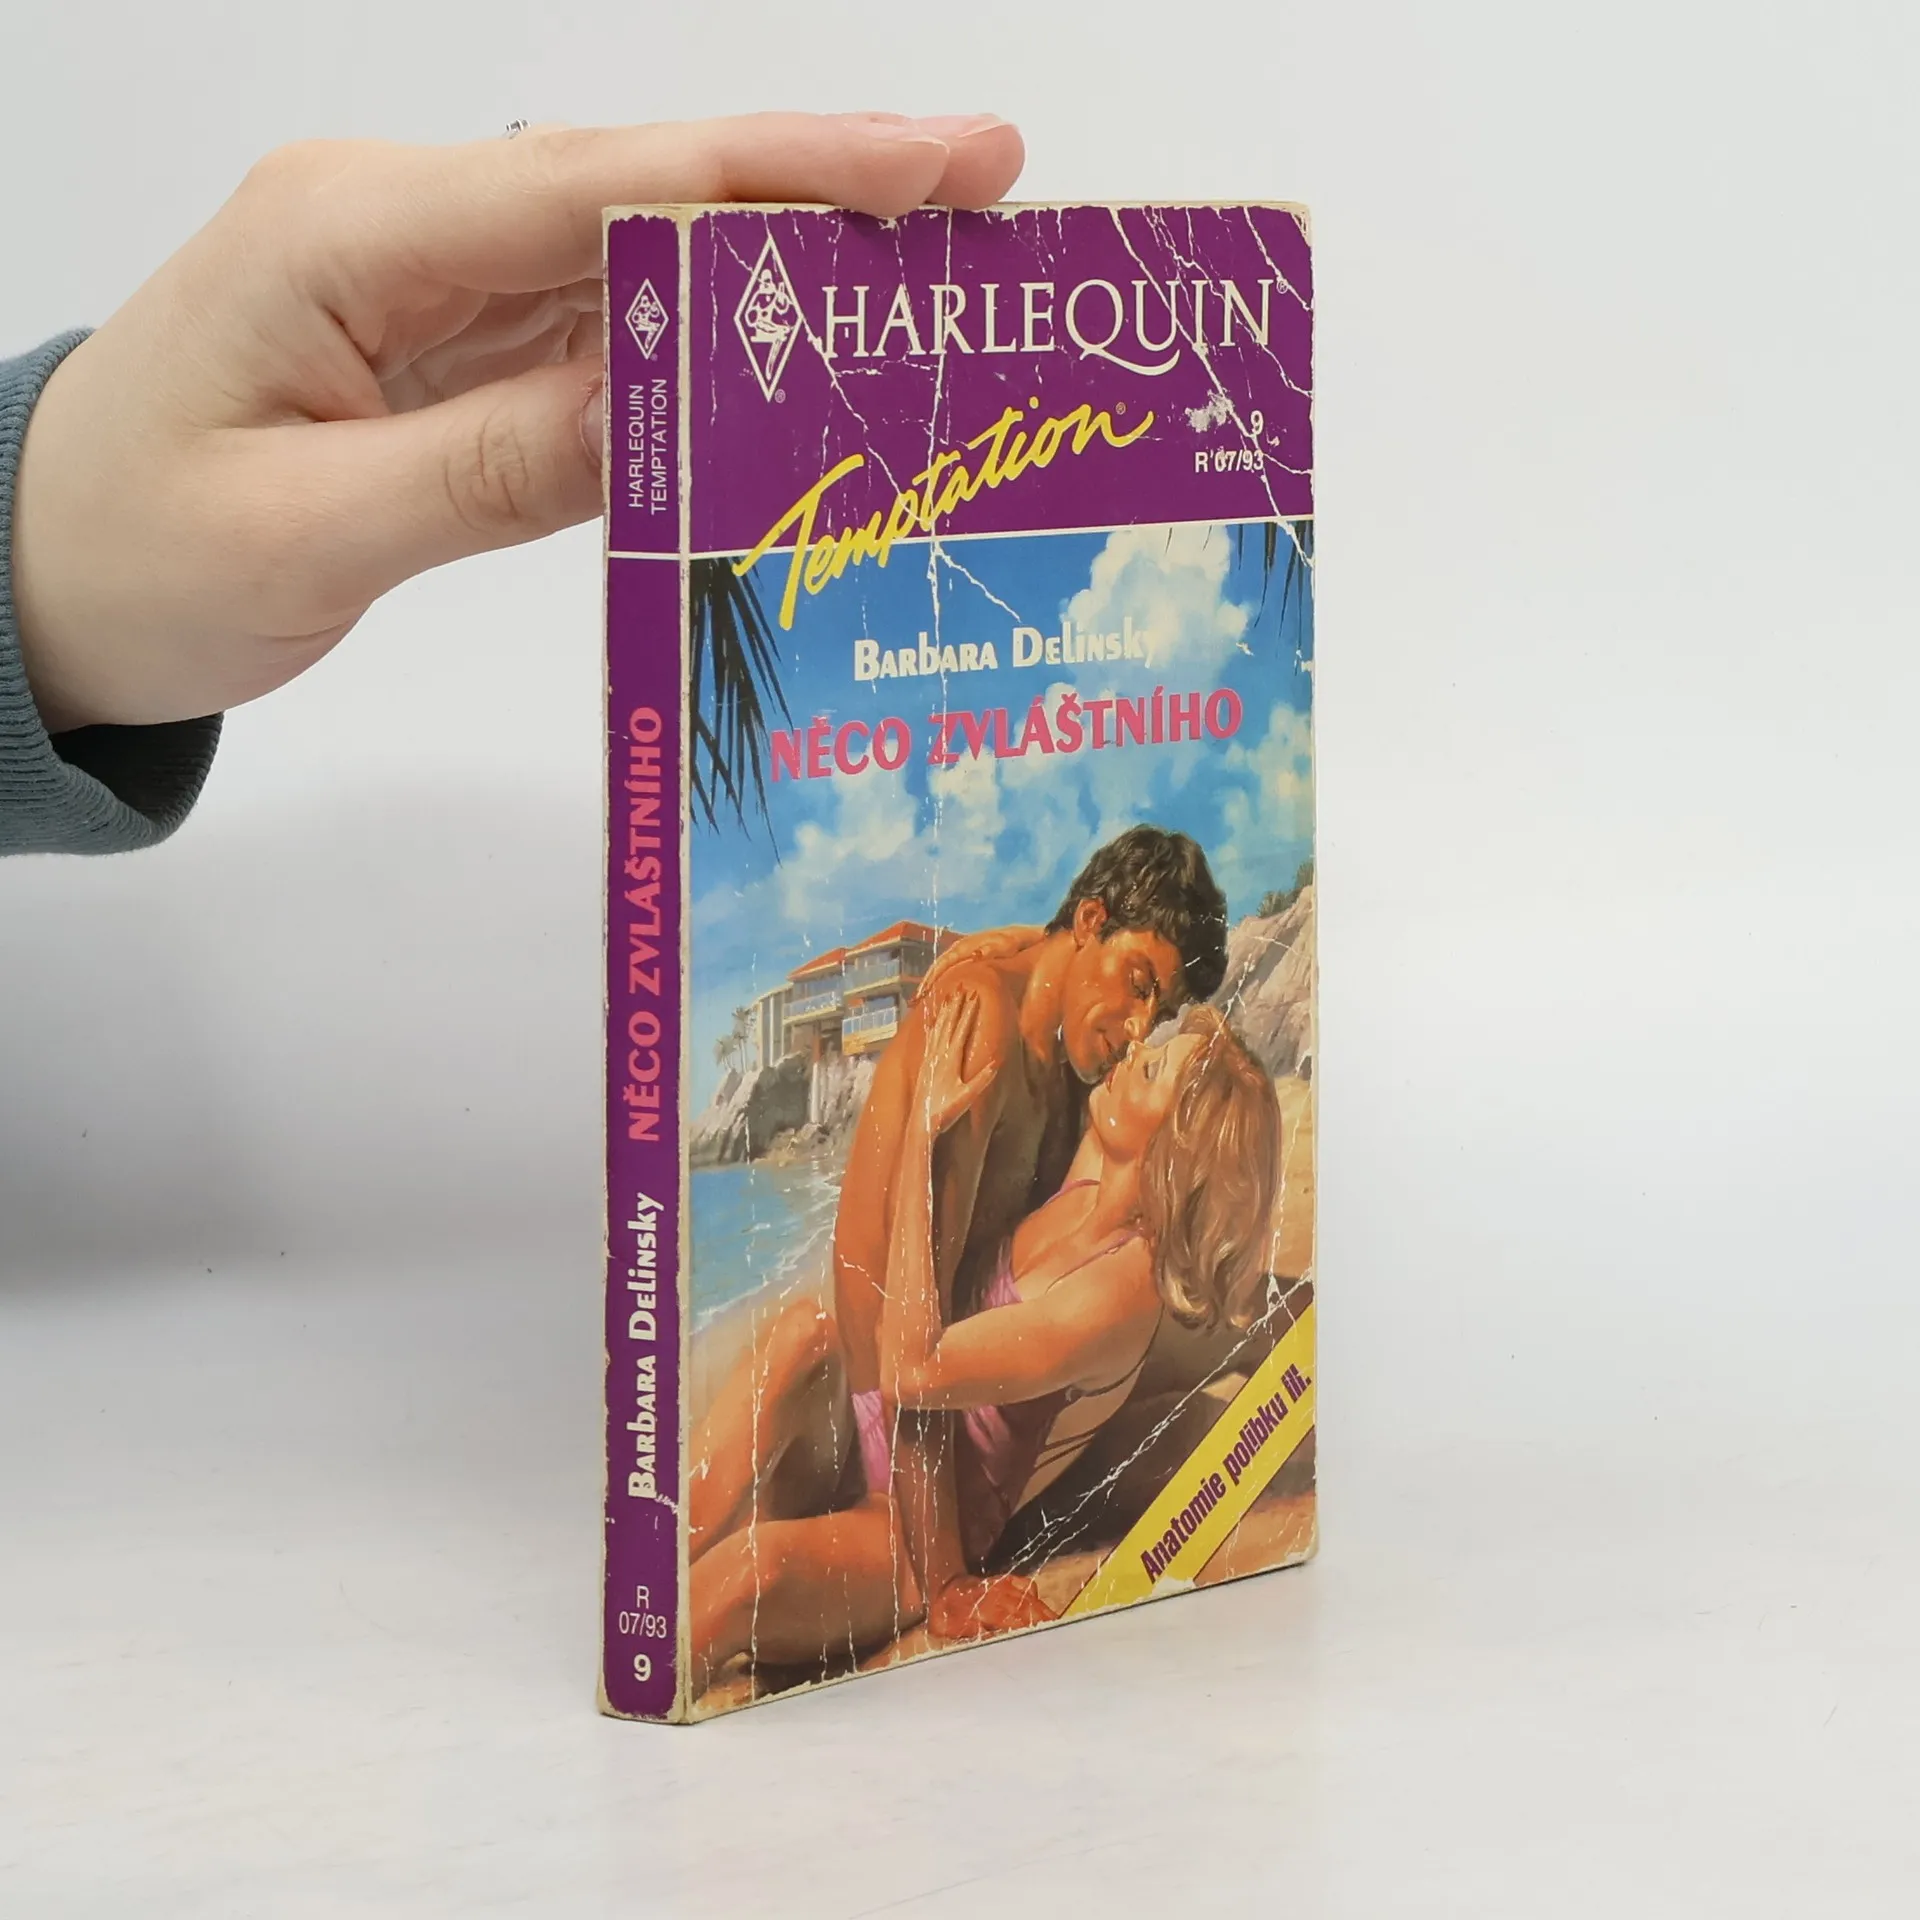 HARLEQUIN
TEMPTATION
NĚCO ZVLÁŠTNÍHO
Barbara Delinsky
R
07/93
9
HARLEQUIN®
Temptation®
9
R 07/93
Barbara Delinsky
NĚCO ZVLÁŠTNÍHO
Anatomie polibku III.